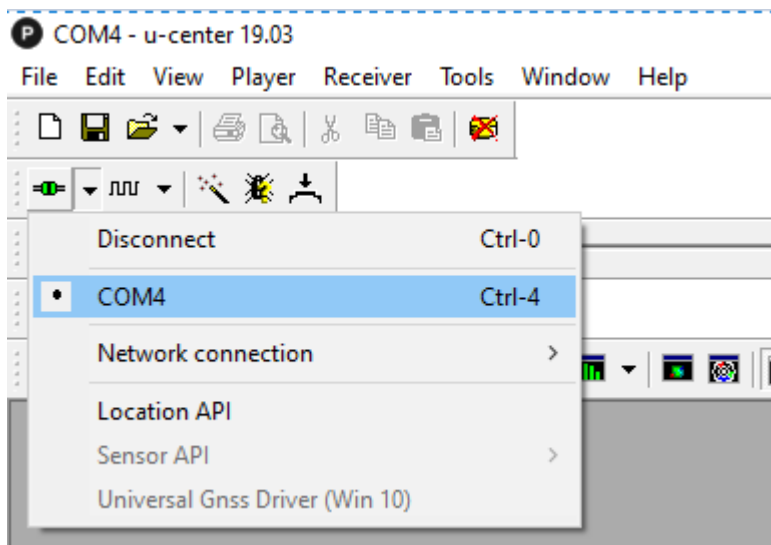 P COM4 - u-center 19.03
File Edit View Player Receiver Tools Window Help
Disconnect Ctrl-0
COM4 Ctrl-4
Network connection
Location API
Sensor API
Universal Gnss Driver (Win 10)